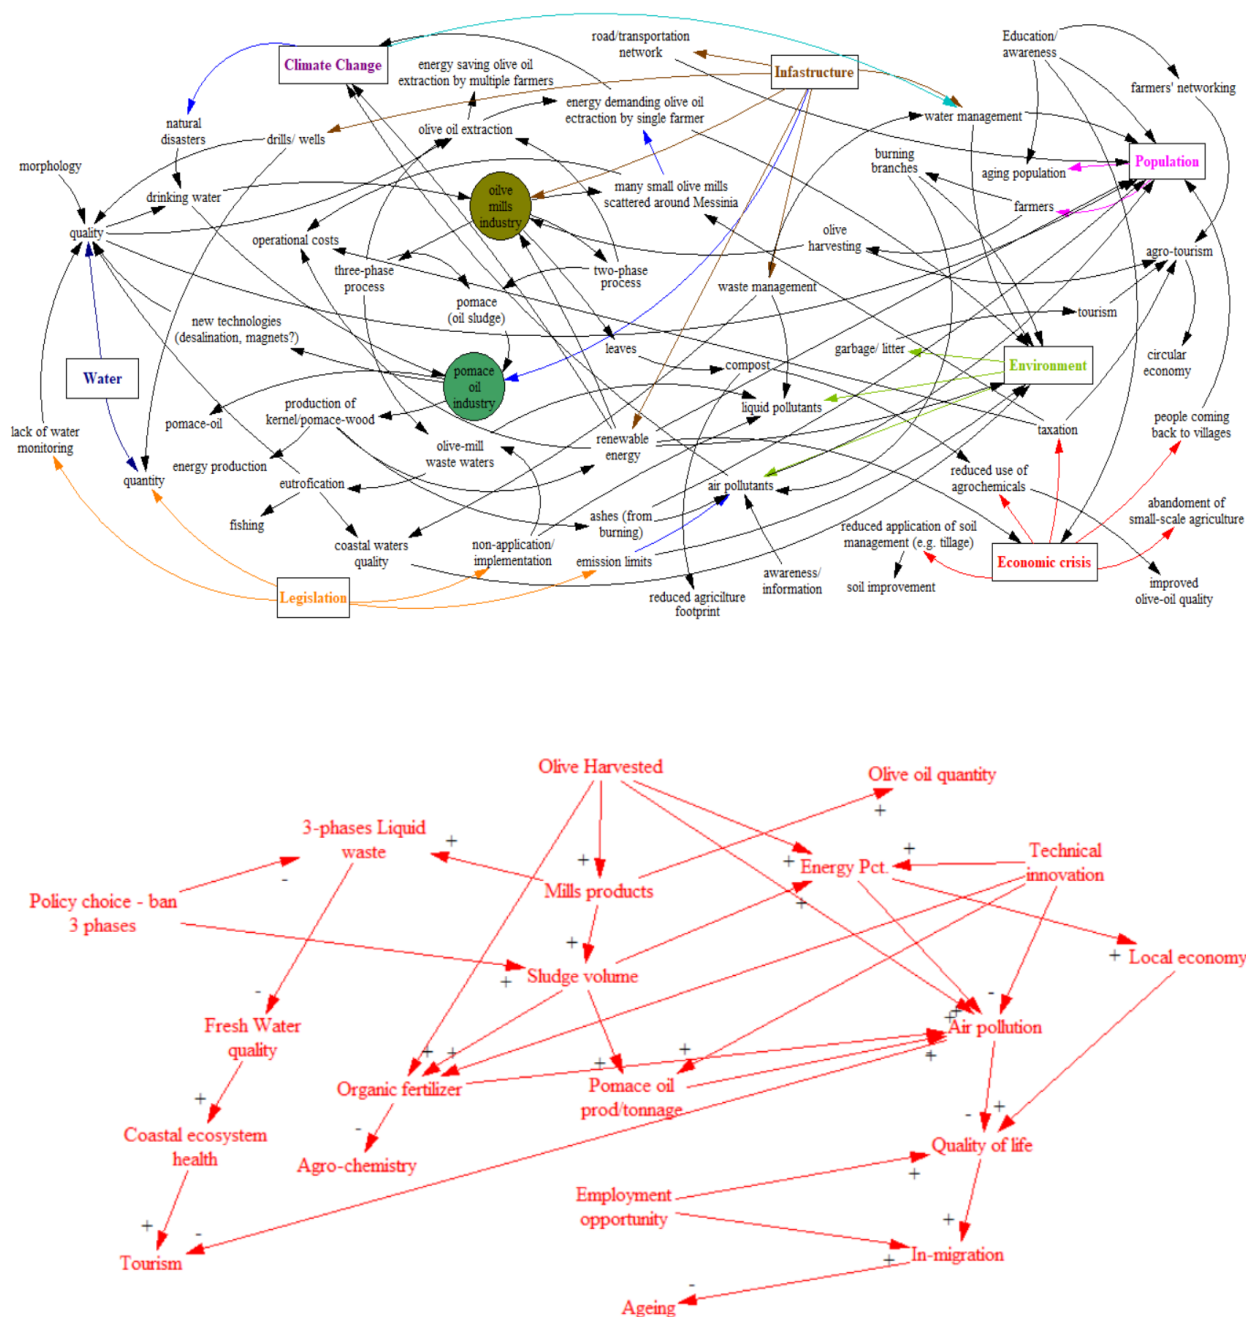 road/transportation
network
Education/
awareness
Climate Change
energy saving olive oil
extraction by multiple farmers
Infastructure
farmers' networking
natural
disasters
drills/ wells
olive oil extraction
energy demanding olive oil
ectraction by single farmer
water management
burning
branches
Population
morphology
drinking water
oilve
mills
industry
many small olive mills
scattered around Messinia
aging population
farmers
quality
operational costs
olive
harvesting
agro-tourism
three-phase
process
two-phase
process
waste management
pomace
(oil sludge)
new technologies
(desalination, magnets?)
tourism
leaves
garbage/ litter
Environment
circular
economy
Water
pomace
oil
industry
compost
liquid pollutants
production of
kernel/pomace-wood
pomace-oil
people coming
back to villages
lack of water
monitoring
olive-mill
waste waters
renewable
energy
taxation
energy production
quantity
eutrofication
air pollutants
reduced use of
agrochemicals
fishing
ashes (from
burning)
abandoment of
small-scale agriculture
coastal waters
quality
non-application/
implementation
emission limits
reduced application of soil
management (e.g. tillage)
Economic crisis
awareness/
information
soil improvement
improved
olive-oil quality
Legislation
reduced agrilcture
footprint
Olive Harvested
Olive oil quantity
+
3-phases Liquid
waste
+
+
+
+
Technical
innovation
Energy Pct.
-
Mills products
Policy choice - ban
3 phases
+
+
Sludge volume
+
+
Local economy
-
-
Fresh Water
quality
+
+
Air pollution
+
+
+
+
-
Organic fertilizer
Pomace oil
prod/tonnage
+
-
-
+
Coastal ecosystem
health
Agro-chemistry
Quality of life
+
Employment
opportunity
+
-
+
Tourism
+
In-migration
-
Ageing